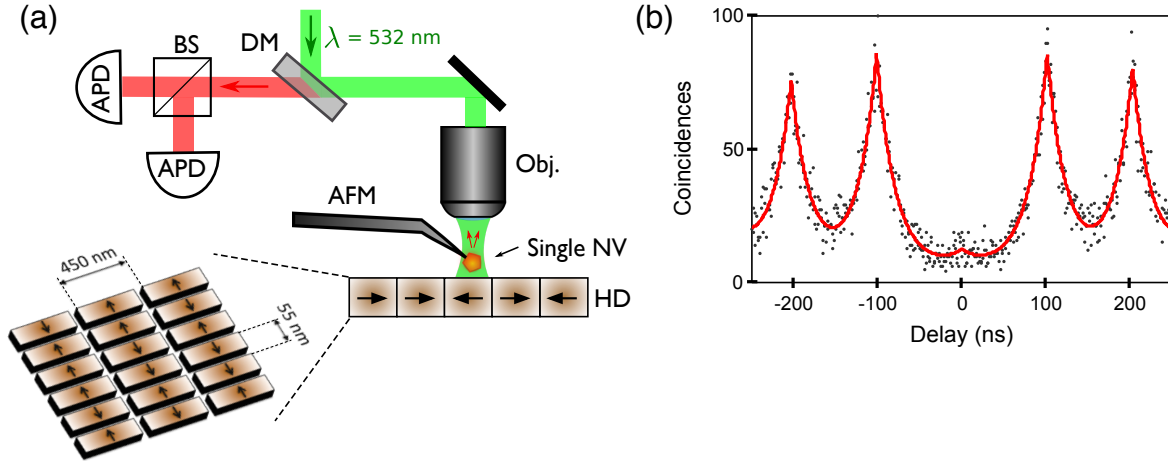 (a)
BS
DM
λ = 532 nm
APD
APD
Obj.
AFM
Single NV
HD
450 nm
55 nm
(b)
Coincidences
100
50
0
-200
-100
0
100
200
Delay (ns)